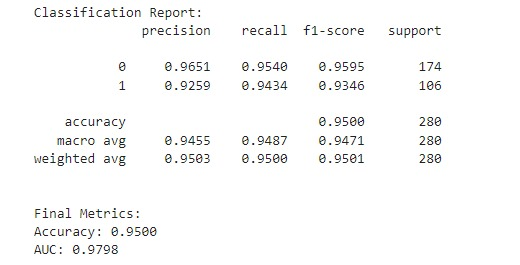 Classification Report:
precision recall f1-score support
0 0.9651 0.9540 0.9595 174
1 0.9259 0.9434 0.9346 106
accuracy 0.9500 280
macro avg 0.9455 0.9487 0.9471 280
weighted avg 0.9503 0.9500 0.9501 280
Final Metrics:
Accuracy: 0.9500
AUC: 0.9798